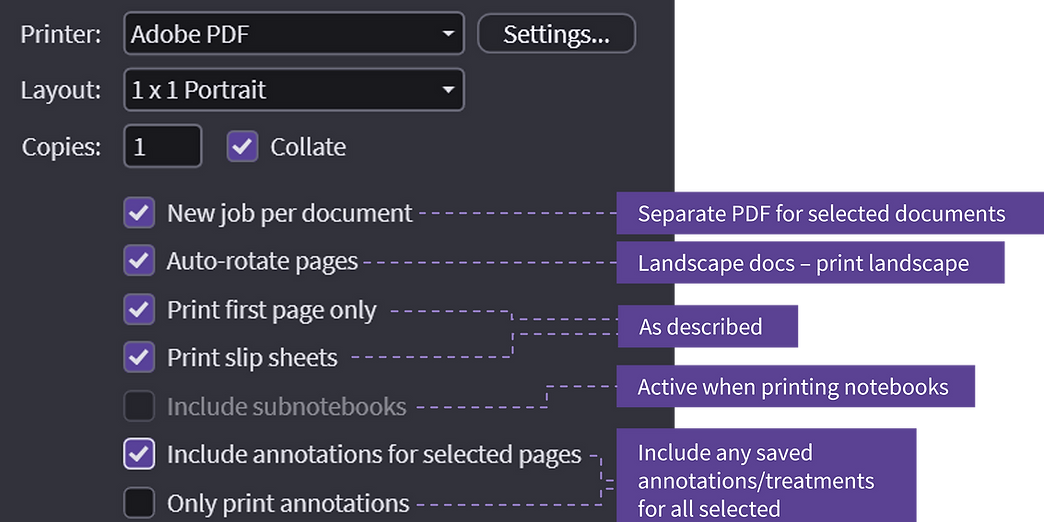 Printer: Adobe PDF Settings...
Layout: 1 x 1 Portrait
Copies: 1 Collate
New job per document Separate PDF for selected documents
Auto-rotate pages Landscape docs – print landscape
Print first page only
As described
Print slip sheets
Active when printing notebooks
Include subnotebooks
Include annotations for selected pages
Include any saved
annotations/treatments
for all selected
Only print annotations